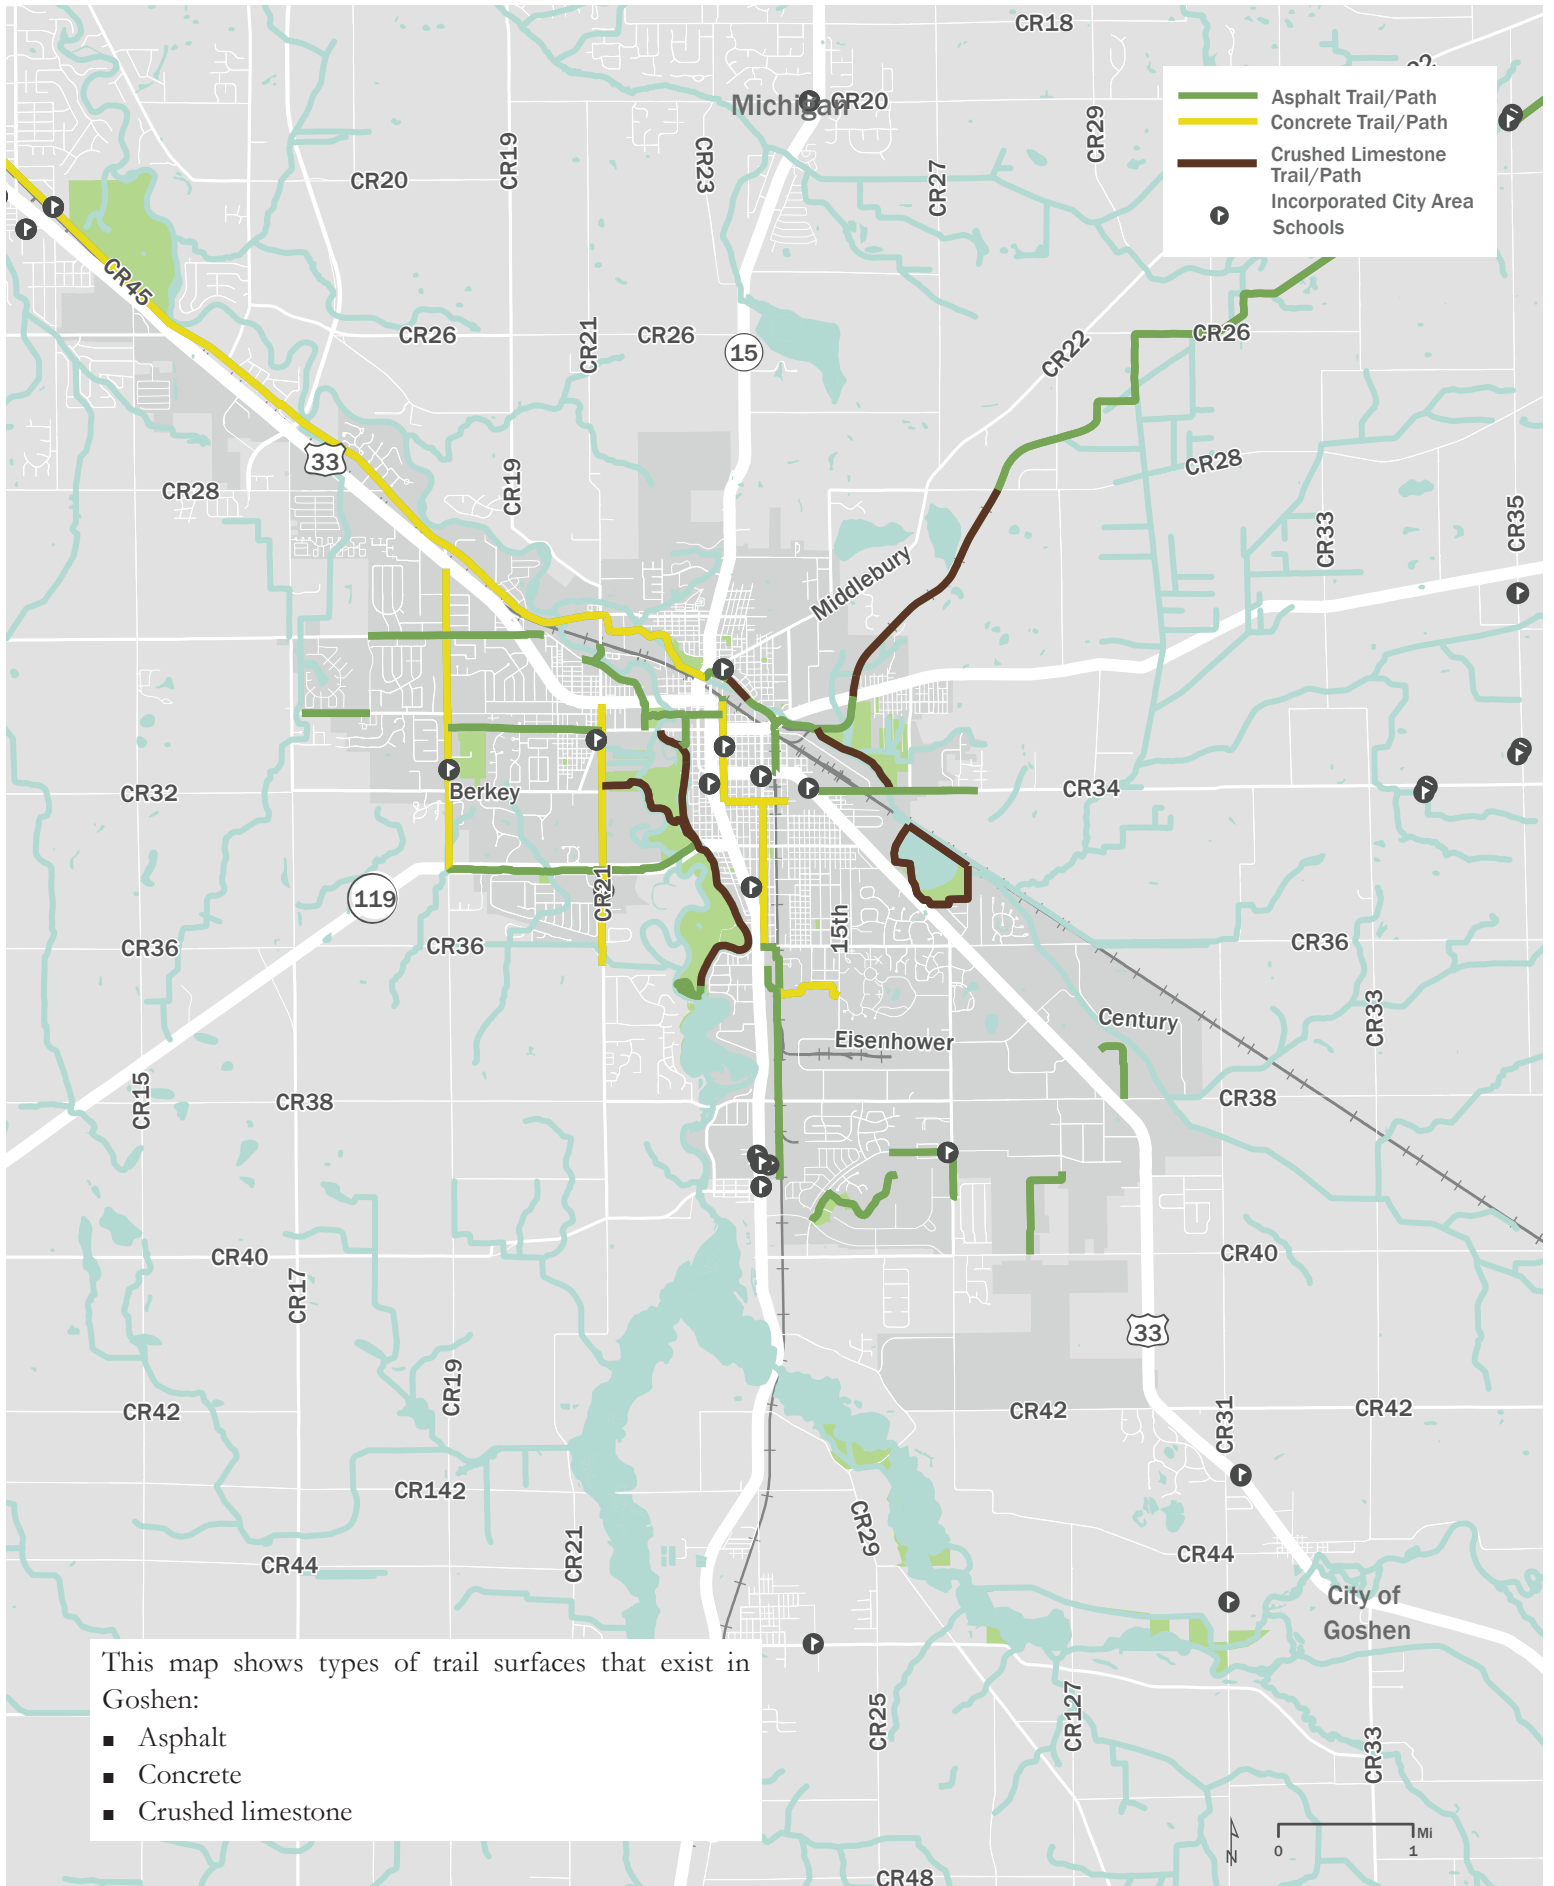 CR18
Michigan
CR20
CR29
CR19
CR23
CR27
CR20
Asphalt Trail/Path
Concrete Trail/Path
Crushed Limestone
Trail/Path
Incorporated City Area
Schools
CR45
CR26
CR21
CR26
15
CR22
CR26
33
CR28
CR19
CR28
CR33
CR35
Middlebury
CR32
Berkey
CR34
119
CR21
15th
CR36
CR36
CR36
CR33
Century
Eisenhower
CR15
CR38
CR38
CR40
CR17
CR40
33
CR19
CR42
CR42
CR42
CR31
CR142
CR29
CR21
CR44
CR44
City of
Goshen
This map shows types of trail surfaces that exist in
Goshen:
▪ Asphalt
▪ Concrete
▪ Crushed limestone
CR25
CR127
CR33
CR48
N
Mi
0 1